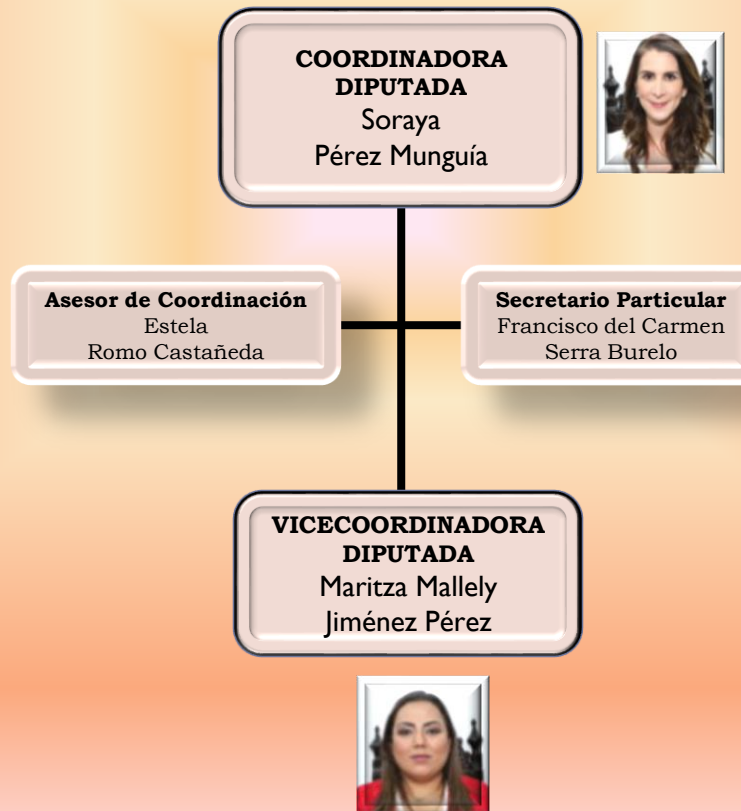 COORDINADORA
DIPUTADA
Soraya
Pérez Munguía
Asesor de Coordinación
Estela
Romo Castañeda
Secretario Particular
Francisco del Carmen
Serra Burelo
VICECOORDINADORA
DIPUTADA
Maritza Mallely
Jiménez Pérez